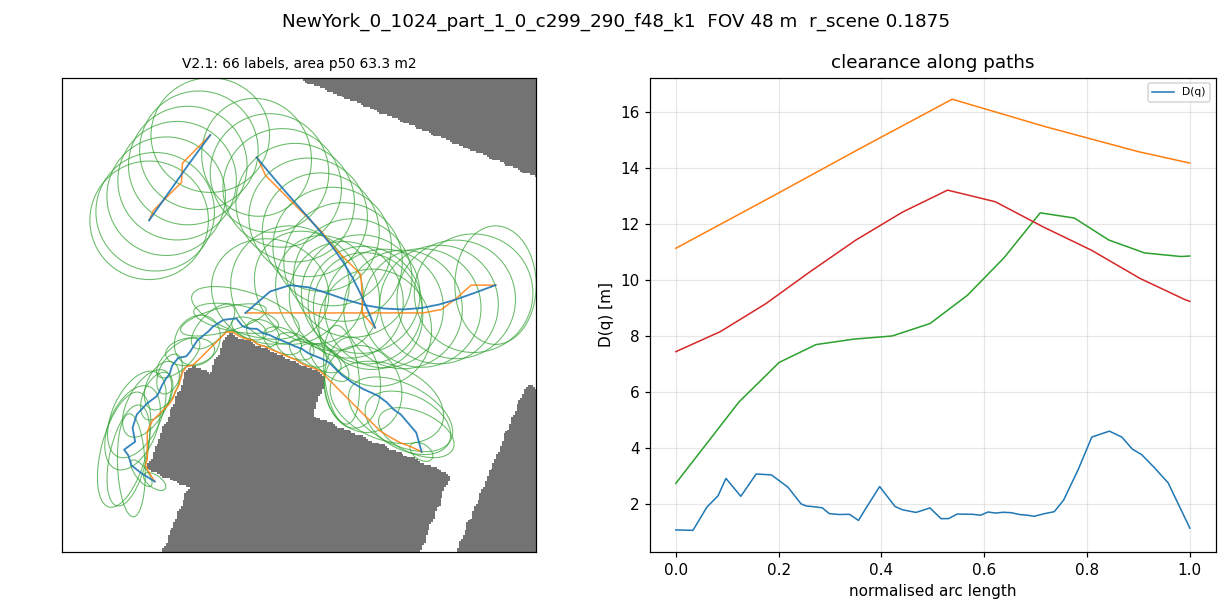 NewYork_0_1024_part_1_0_c299_290_f48_k1  FOV 48 m  r_scene 0.1875
V2.1: 66 labels, area p50 63.3 m2
clearance along paths
D(q)
16
14
12
10
8
6
4
2
D(q) [m]
0.0 0.2 0.4 0.6 0.8 1.0
normalised arc length